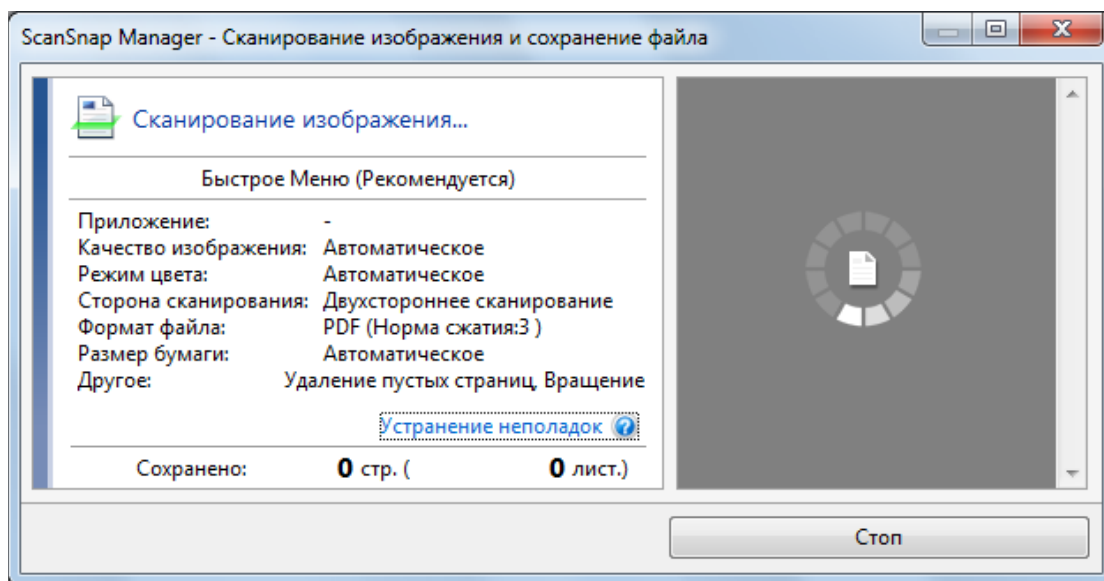 ScanSnap Manager - Сканирование изображения и сохранение файла
Сканирование изображения...
Быстрое Меню (Рекомендуется)
Приложение: -
Качество изображения: Автоматическое
Режим цвета: Автоматическое
Сторона сканирования: Двухстороннее сканирование
Формат файла: PDF (Норма сжатия:3 )
Размер бумаги: Автоматическое
Другое: Удаление пустых страниц, Вращение
Устранение неполадок
Сохранено: 0 стр. ( 0 лист.)
Стоп